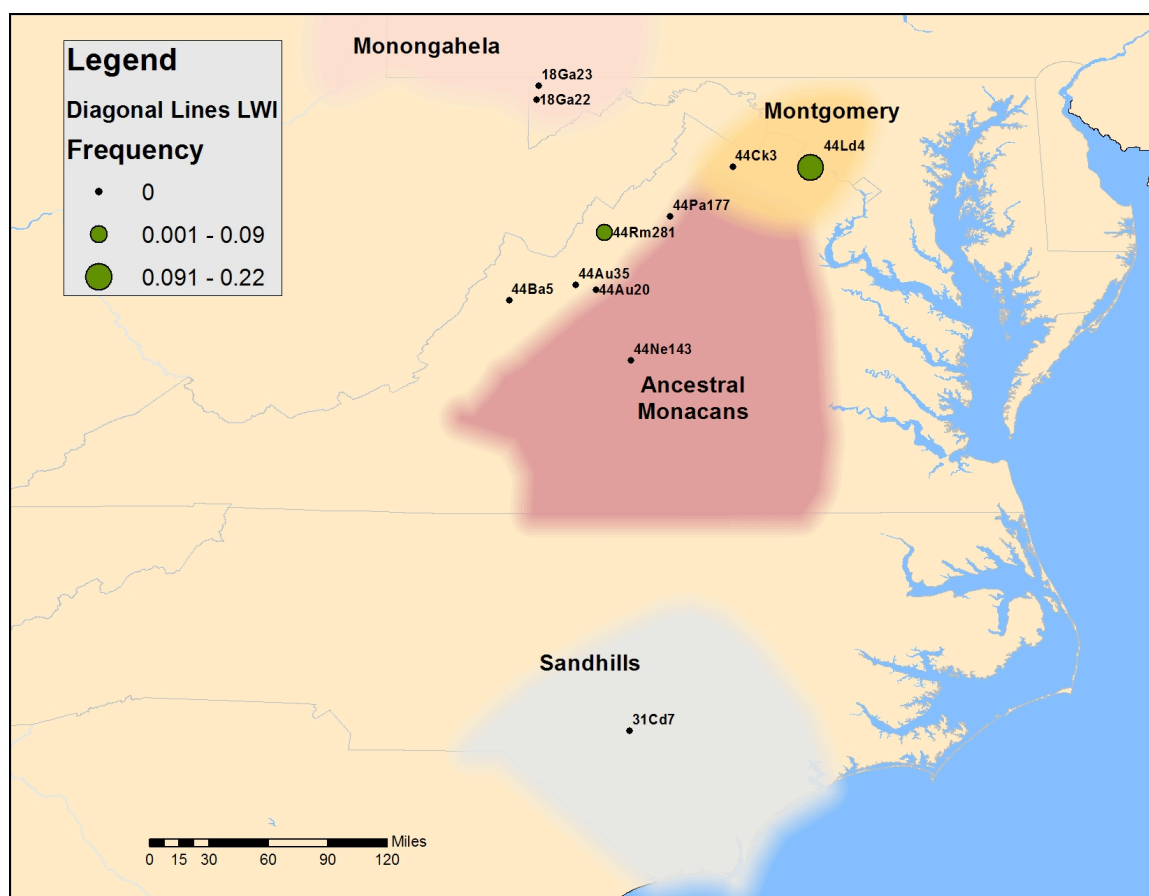 Monongahela
Legend
Diagonal Lines LWI
Frequency
0
0.001 - 0.09
0.091 - 0.22
18Ga23
18Ga22
Montgomery
44Ld4
44Ck3
44Pa177
44Rm281
44Au35
44Au20
44Ba5
44Ne143
Ancestral
Monacans
Sandhills
31Cd7
Miles
0 15 30 60 90 120